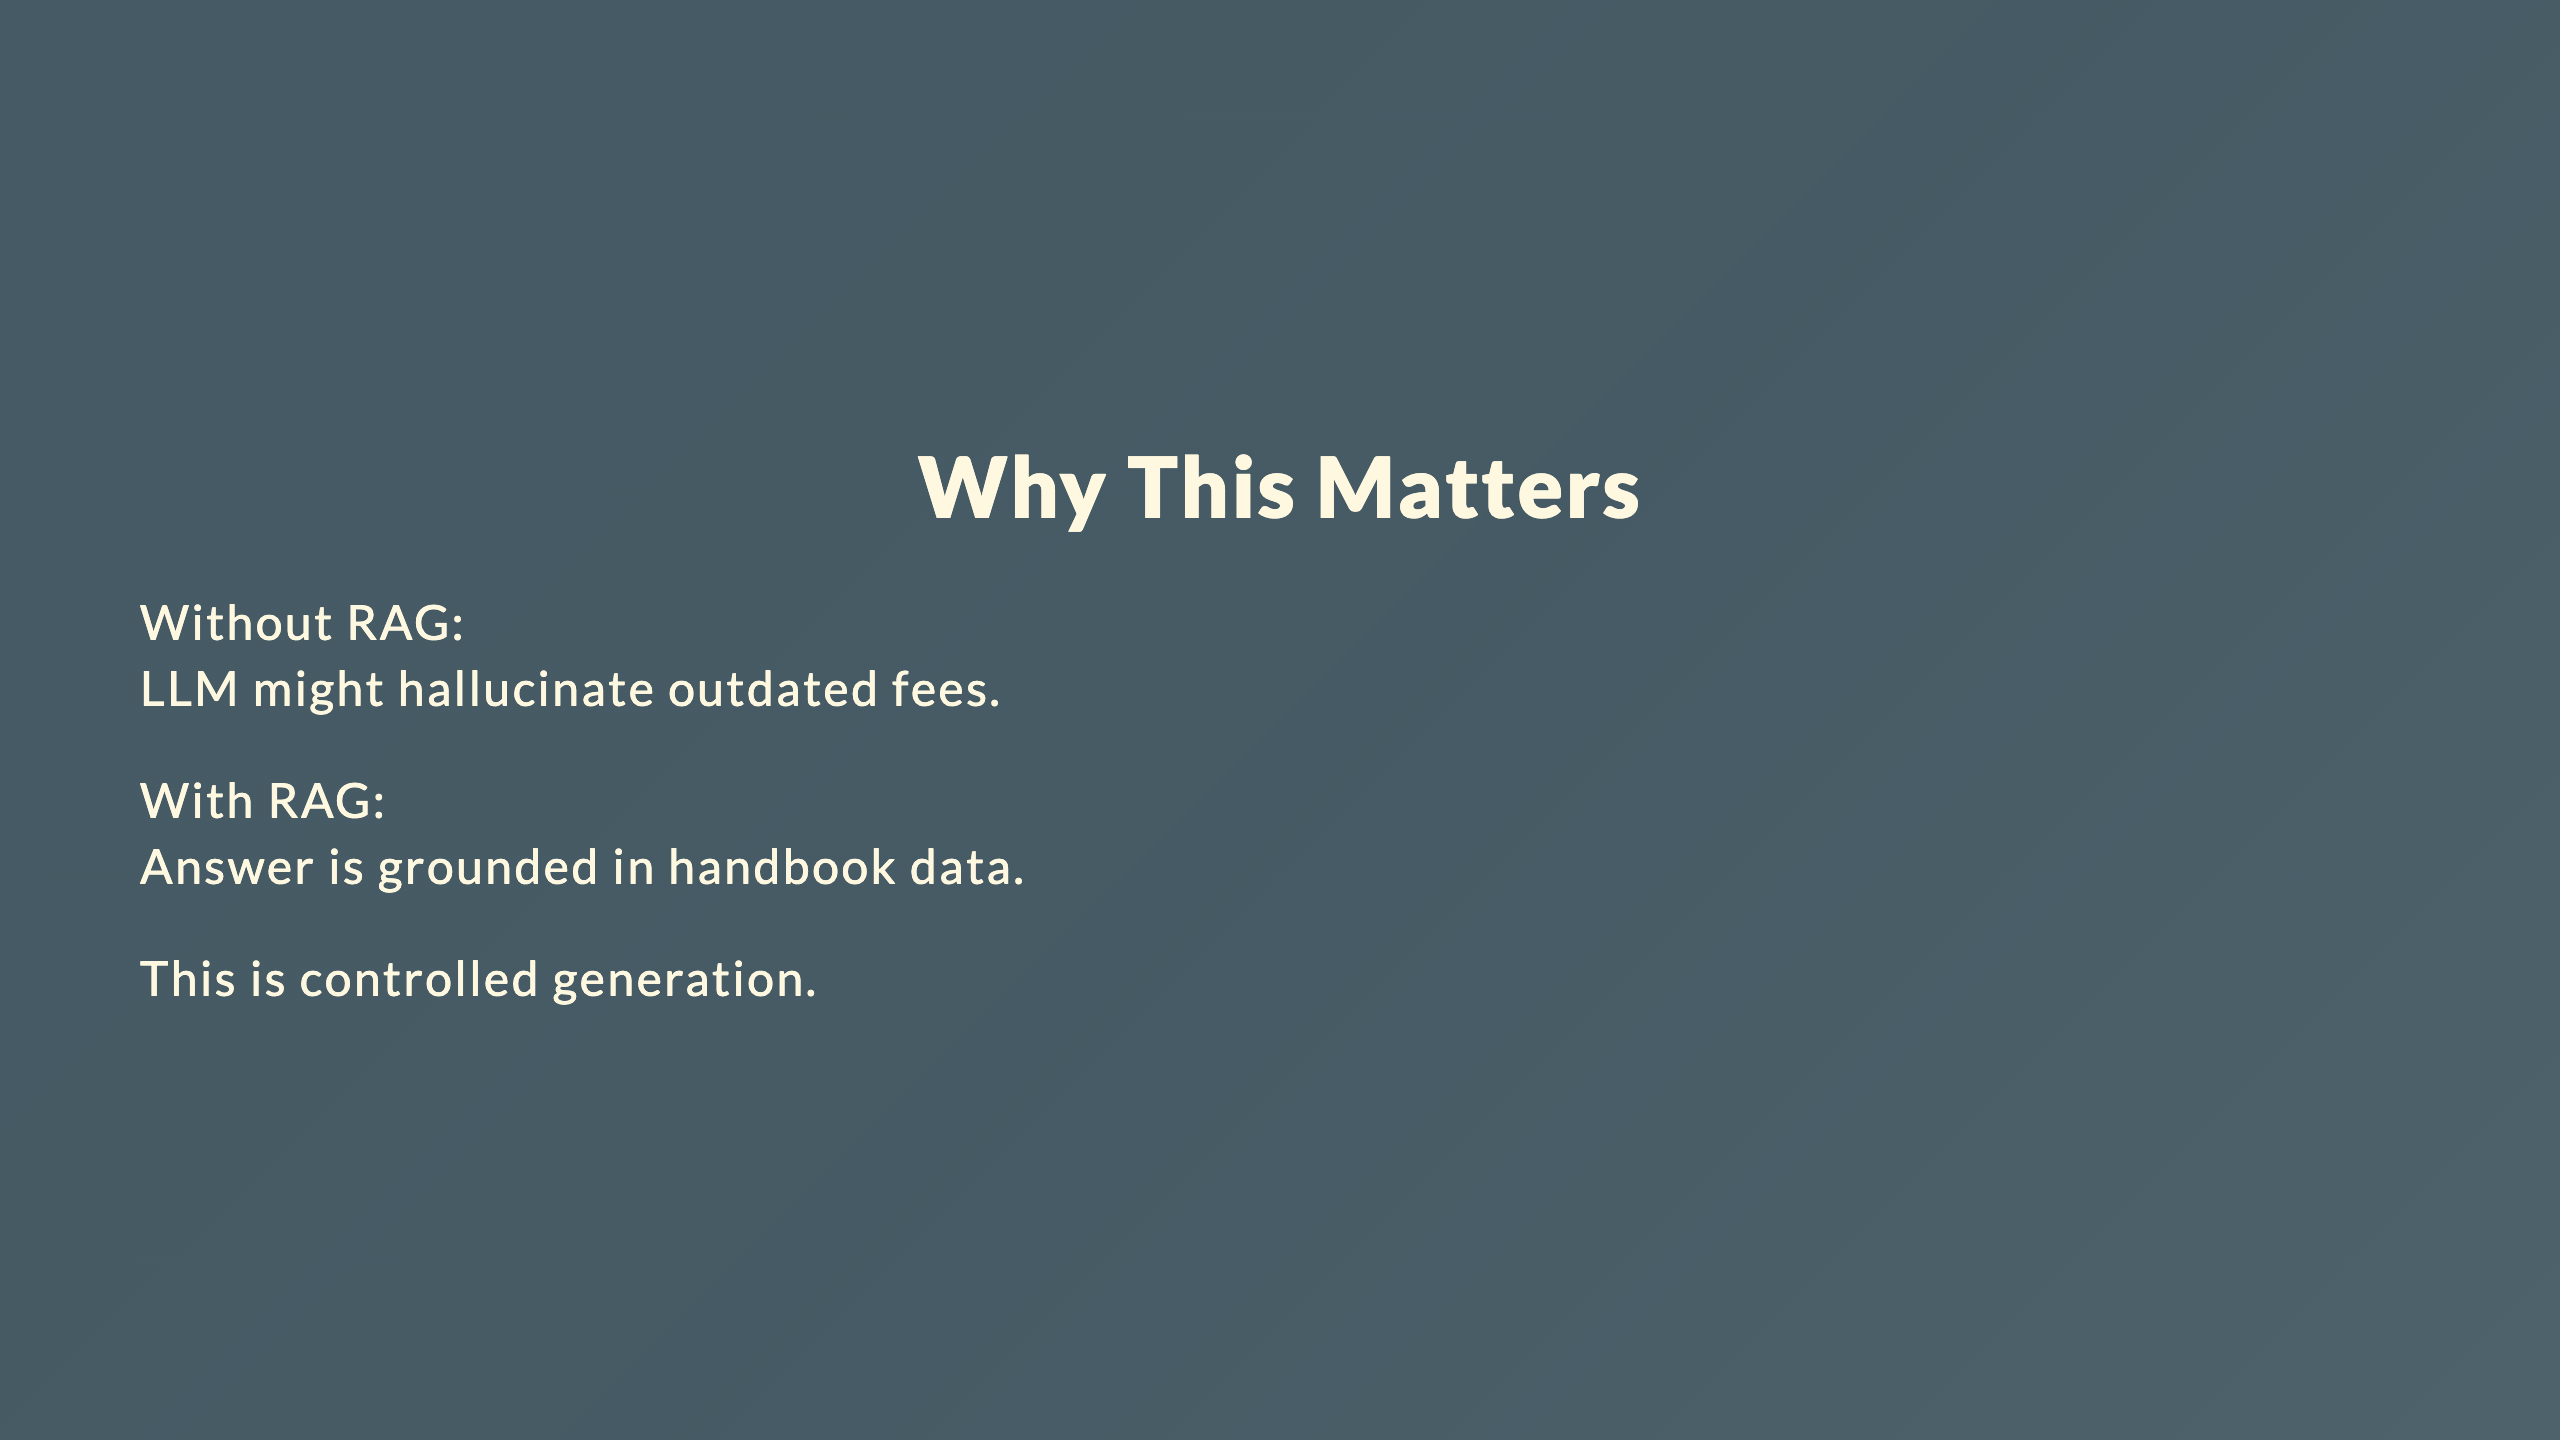 Why This Matters
Without RAG:
LLM might hallucinate outdated fees.
With RAG:
Answer is grounded in handbook data.
This is controlled generation.